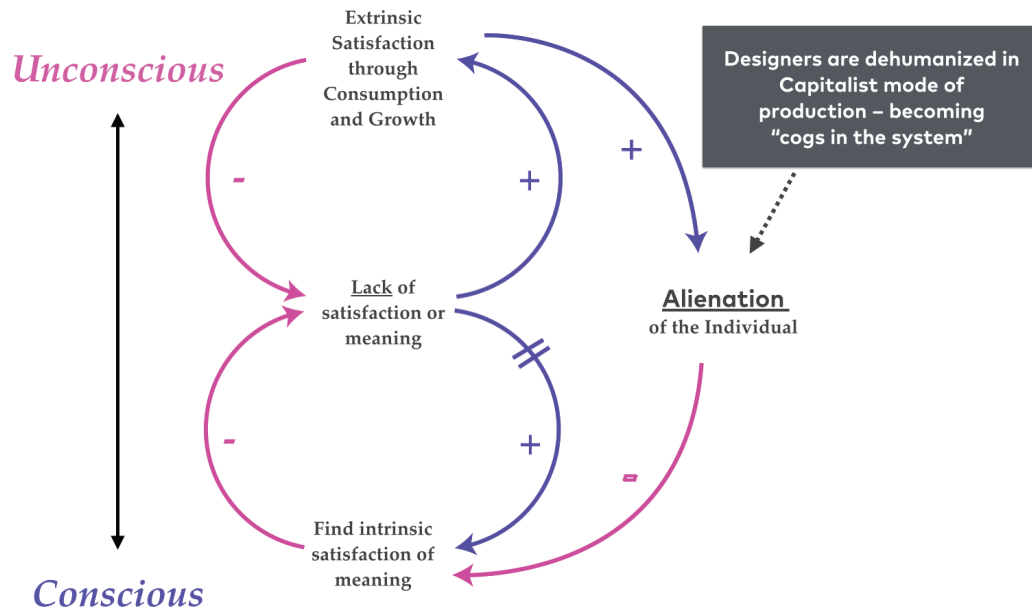 Unconscious
Extrinsic
Satisfaction
through
Consumption
and Growth
Designers are dehumanized in
Capitalist mode of
production – becoming
“cogs in the system”
-
+
+
Lack of
satisfaction or
meaning
Alienation
of the Individual
-
+
-
Find intrinsic
satisfaction of
meaning
Conscious